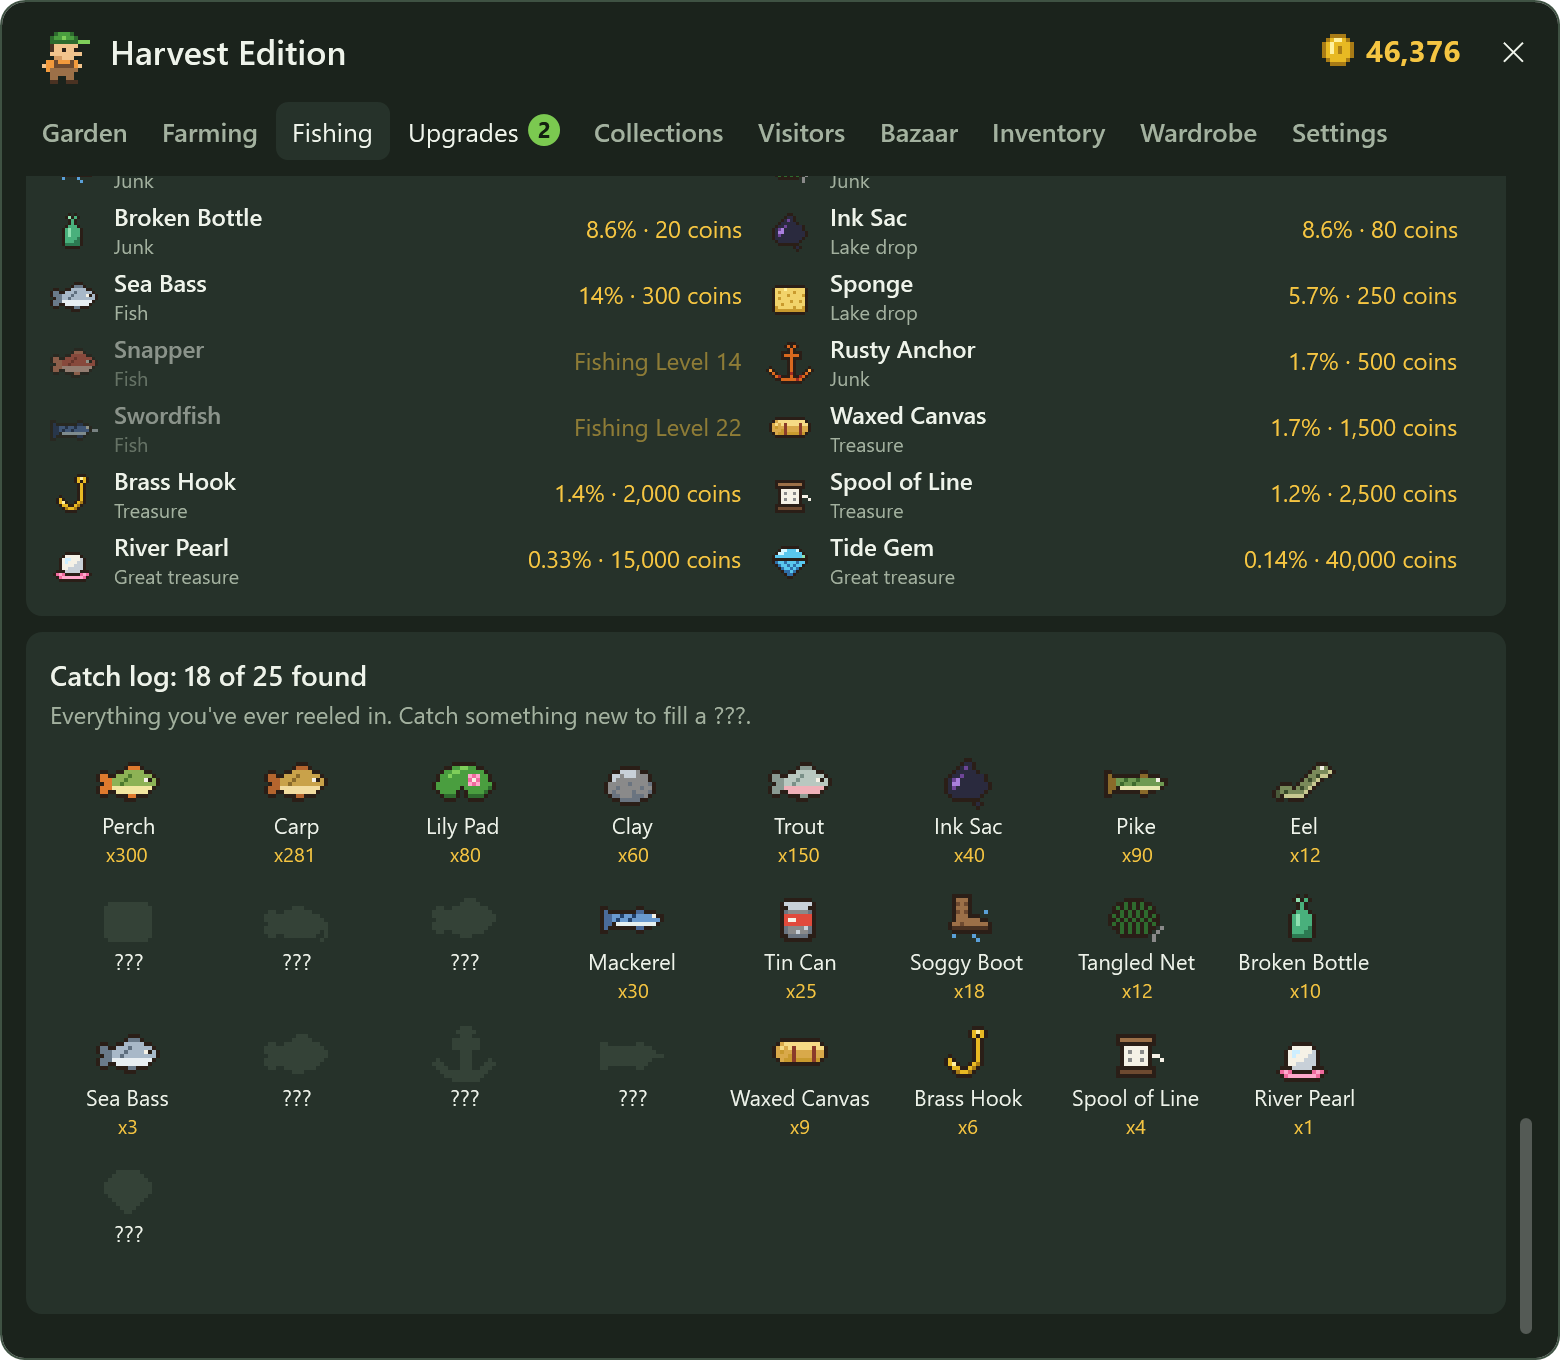 Harvest Edition
46,376
Garden Farming Fishing Upgrades 2 Collections Visitors Bazaar Inventory Wardrobe Settings
Junk
Junk
Broken Bottle
Junk
8.6% · 20 coins
Ink Sac
Lake drop
8.6% · 80 coins
Sea Bass
Fish
14% · 300 coins
Sponge
Lake drop
5.7% · 250 coins
Snapper
Fish
Fishing Level 14
Rusty Anchor
Junk
1.7% · 500 coins
Swordfish
Fish
Fishing Level 22
Waxed Canvas
Treasure
1.7% · 1,500 coins
Brass Hook
Treasure
1.4% · 2,000 coins
Spool of Line
Treasure
1.2% · 2,500 coins
River Pearl
Great treasure
0.33% · 15,000 coins
Tide Gem
Great treasure
0.14% · 40,000 coins
Catch log: 18 of 25 found
Everything you've ever reeled in. Catch something new to fill a ???.
Perch Carp Lily Pad Clay Trout Ink Sac Pike Eel
x300 x281 x80 x60 x150 x40 x90 x12
??? ??? ??? Mackerel Tin Can Soggy Boot Tangled Net Broken Bottle
x30 x25 x18 x12 x10
Sea Bass ??? ??? ??? Waxed Canvas Brass Hook Spool of Line River Pearl
x3 x9 x6 x4 x1
???